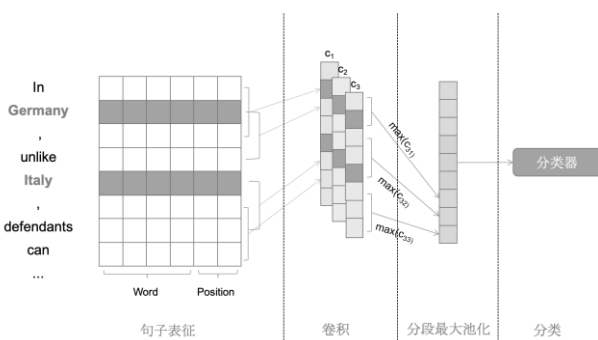 In
Germany
,
unlike
Italy
,
defendants
can
...
Word
Position
c1
c2
c3
max(c31)
max(c32)
max(c33)
分类器
句子表征
卷积
分段最大池化
分类